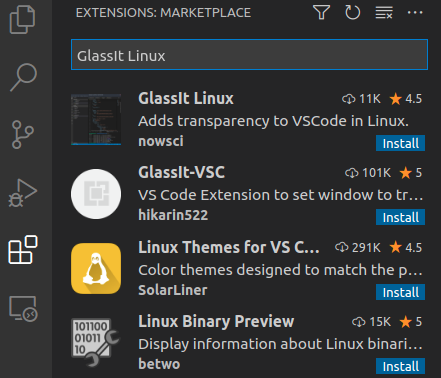 EXTENSIONS: MARKETPLACE
GlassIt Linux
GlassIt Linux 11K 4.5
Adds transparency to VSCode in Linux.
nowsci Install
GlassIt-VSC 101K 5
VS Code Extension to set window to tr...
hikarin522 Install
Linux Themes for VS C... 291K 4.5
Color themes designed to match the p...
SolarLiner Install
Linux Binary Preview 15K 5
101100
01011
10
Display information about Linux binari...
betwo Install